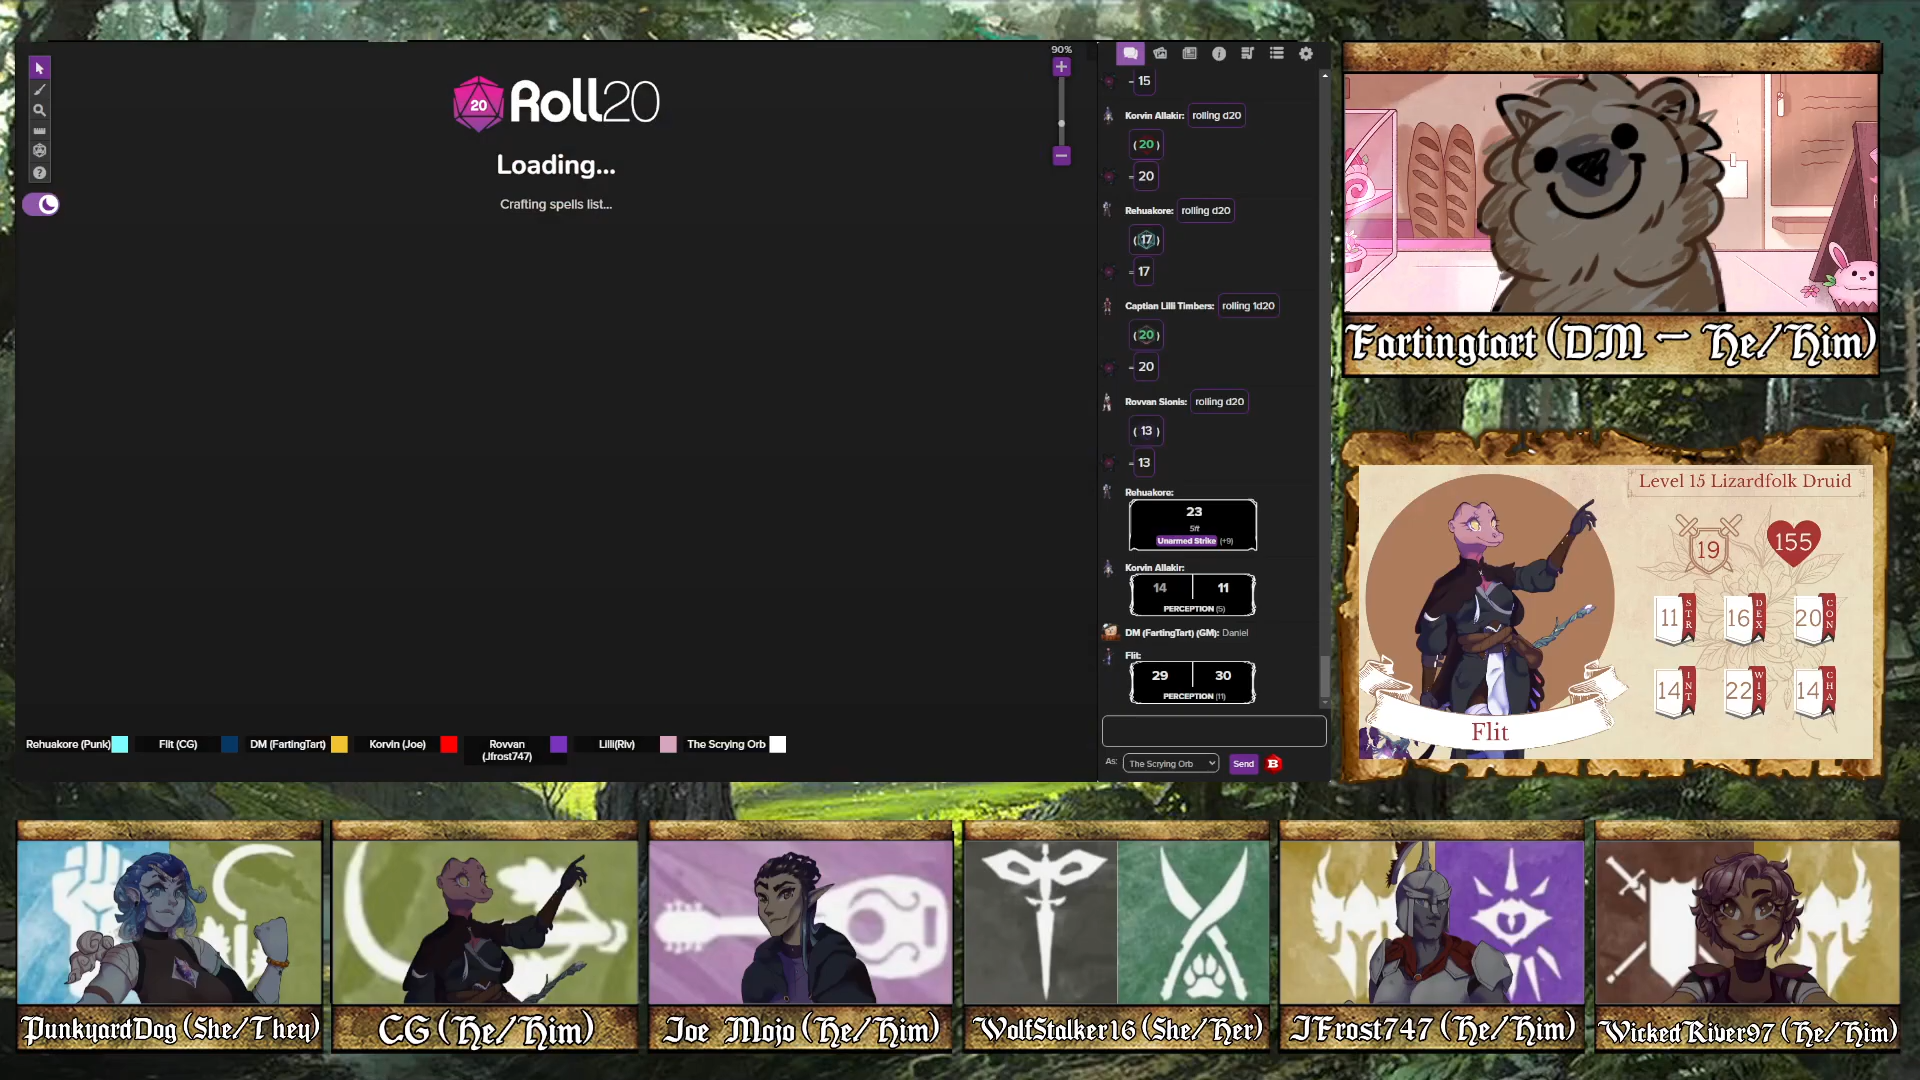 20
Roll20
Loading...
Crafting spells list...
90%
= 15
Korvin Allakir: rolling d20
( 20 )
= 20
Rehuakore: rolling d20
( 17 )
= 17
Captian Lilli Timbers: rolling 1d20
( 20 )
= 20
Rovvan Sionis: rolling d20
( 13 )
= 13
Rehuakore:
23
5ft
Unarmed Strike (+9)
Korvin Allakir:
14 11
PERCEPTION (5)
DM (FartingTart) (GM): Daniel
Flit:
29 30
PERCEPTION (11)
As: The Scrying Orb Send B
Rehuakore (Punk) Flit (CG) DM (FartingTart) Korvin (Joe) Rovvan (Jfrost747) Lilli(Riv) The Scrying Orb
Fartingtart (DM - He/Him)
Level 15 Lizardfolk Druid
19 155
11 STR 16 DEX 20 CON
14 INT 22 WIS 14 CHA
Flit
PunkyardDog (She/They)
CG (He/Him)
Joe Mojo (He/Him)
WolfStalker16 (She/Her)
JFrost747 (He/Him)
WickedRiver97 (He/Him)